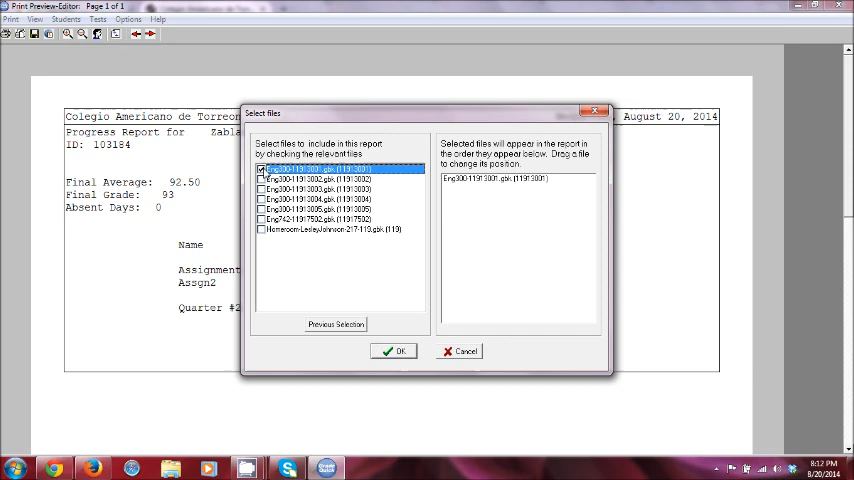 Print Preview-Editor: Page 1 of 1
Print View Students Tests Options Help
Colegio Americano de Torreon
August 20, 2014
Progress Report for Zabla
ID: 103184
Final Average: 92.50
Final Grade: 93
Absent Days: 0
Name
Assignment
Assgn2
Quarter #2
Select files
Select files to include in this report
by checking the relevant files
Eng300-11913001.gbk (11913001)
Eng300-11913002.gbk (11913002)
Eng300-11913003.gbk (11913003)
Eng300-11913004.gbk (11913004)
Eng300-11913005.gbk (11913005)
Eng742-11917502.gbk (11917502)
Homeroom-LesleyJohnson-217-119.gbk (119)
Previous Selection
Selected files will appear in the report in
the order they appear below. Drag a file
to change its position.
Eng300-11913001.gbk (11913001)
OK
Cancel
8:12 PM
8/20/2014